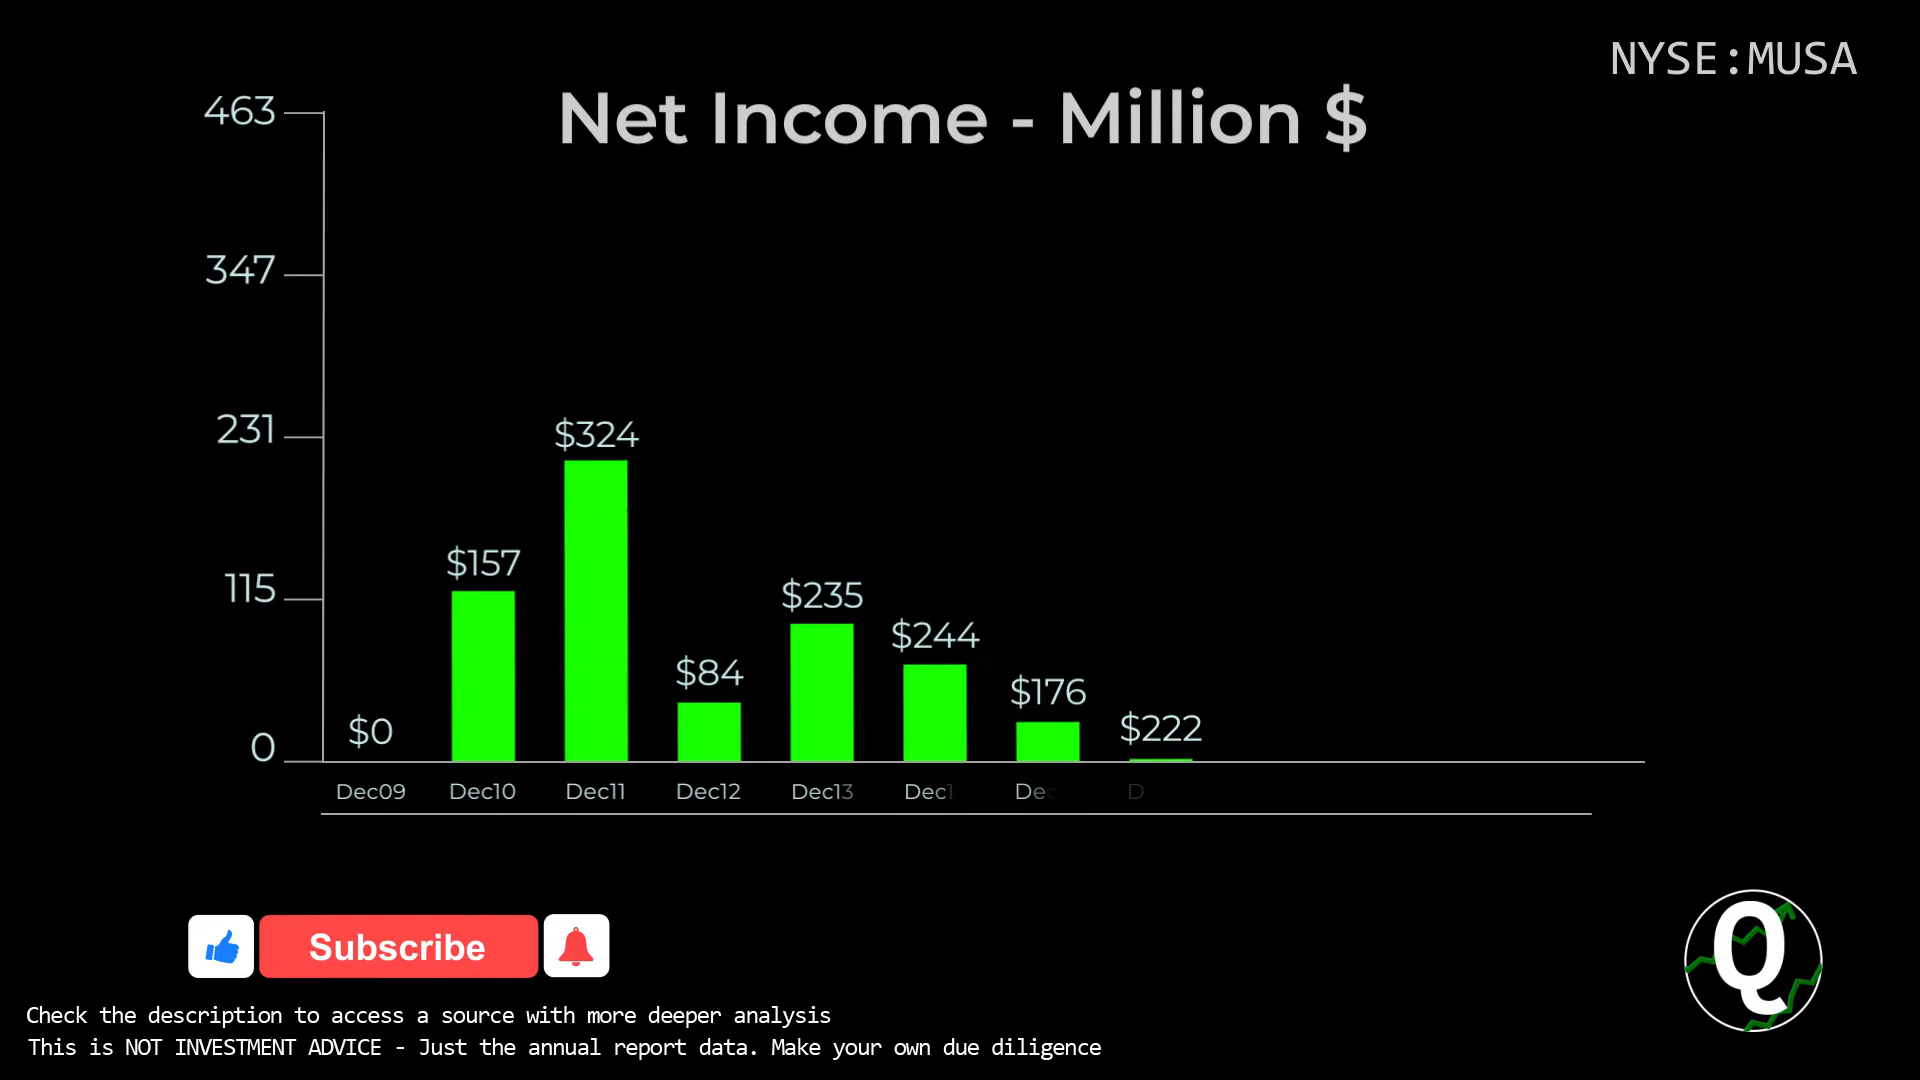 NYSE:MUSA
Net Income - Million $
463
347
231
115
0
$0
$157
$324
$84
$235
$244
$176
$222
Dec09
Dec10
Dec11
Dec12
Dec13
Dec1
De
D
Subscribe
Q
Check the description to access a source with more deeper analysis
This is NOT INVESTMENT ADVICE - Just the annual report data. Make your own due diligence